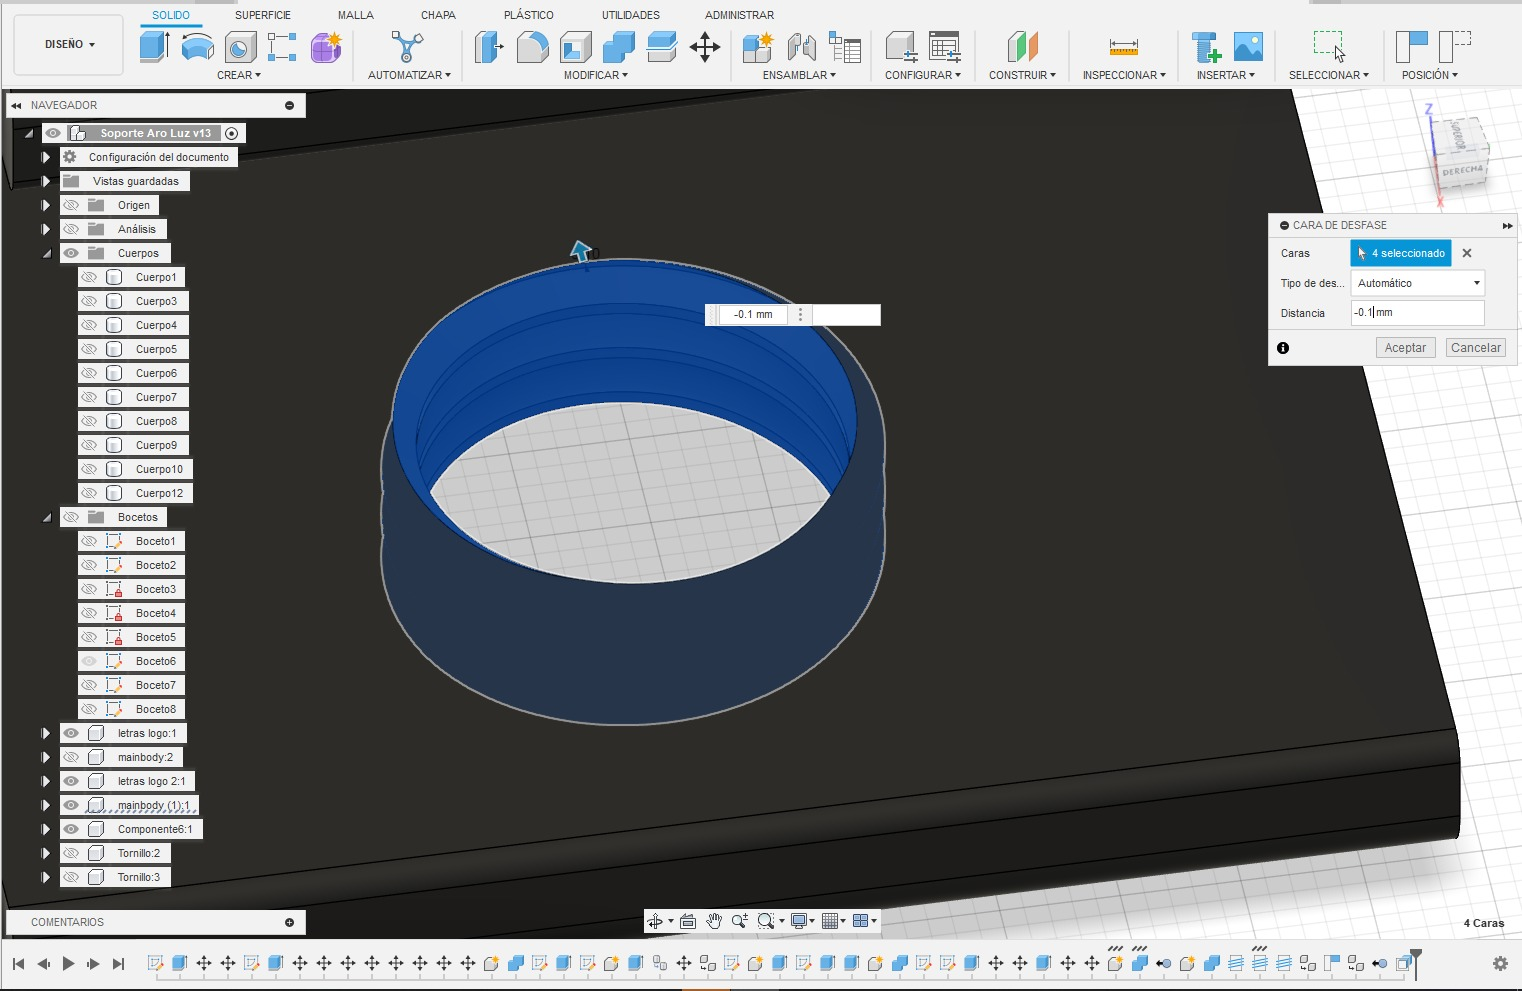 SOLIDO SUPERFICIE MALLA CHAPA PLÁSTICO UTILIDADES ADMINISTRAR
DISEÑO
CREAR AUTOMATIZAR MODIFICAR ENSAMBLAR CONFIGURAR CONSTRUIR INSPECCIONAR INSERTAR SELECCIONAR POSICIÓN
NAVEGADOR
Soporte Aro Luz v13
Configuración del documento
Vistas guardadas
Origen
Análisis
Cuerpos
Cuerpo1
Cuerpo3
Cuerpo4
Cuerpo5
Cuerpo6
Cuerpo7
Cuerpo8
Cuerpo9
Cuerpo10
Cuerpo12
Bocetos
Boceto1
Boceto2
Boceto3
Boceto4
Boceto5
Boceto6
Boceto7
Boceto8
letras logo:1
mainbody:2
letras logo 2:1
mainbody (1):1
Componente6:1
Tornillo:2
Tornillo:3
COMENTARIOS
-0.1 mm
Z
SUPERIOR
DERECHA
X
CARA DE DESFASE
Caras 4 seleccionado
Tipo de des... Automático
Distancia -0.1 mm
Aceptar Cancelar
4 Caras